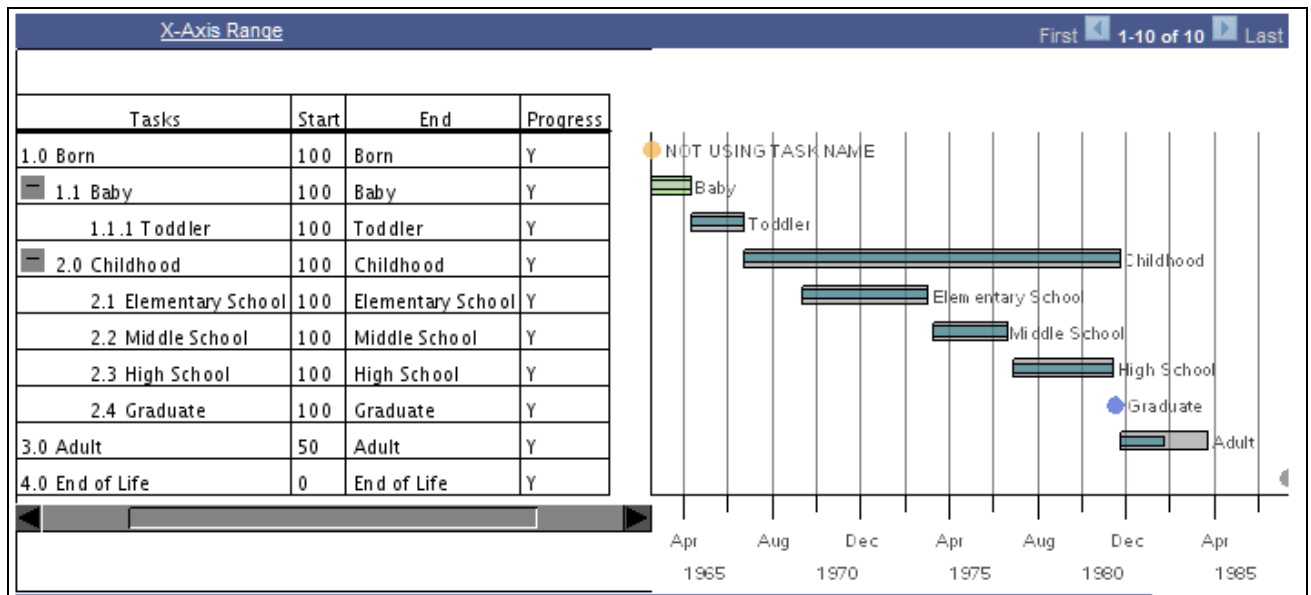 X-Axis Range First 1-10 of 10 Last
Tasks Start End Progress
1.0 Born 100 Born Y NOT USING TASK NAME
1.1 Baby 100 Baby Y Baby
1.1.1 Toddler 100 Toddler Y Toddler
2.0 Childhood 100 Childhood Y Childhood
2.1 Elementary School 100 Elementary School Y Elementary School
2.2 Middle School 100 Middle School Y Middle School
2.3 High School 100 High School Y High School
2.4 Graduate 100 Graduate Y Graduate
3.0 Adult 50 Adult Y Adult
4.0 End of Life 0 End of Life Y
Apr Aug Dec Apr Aug Dec Apr
1965 1970 1975 1980 1985